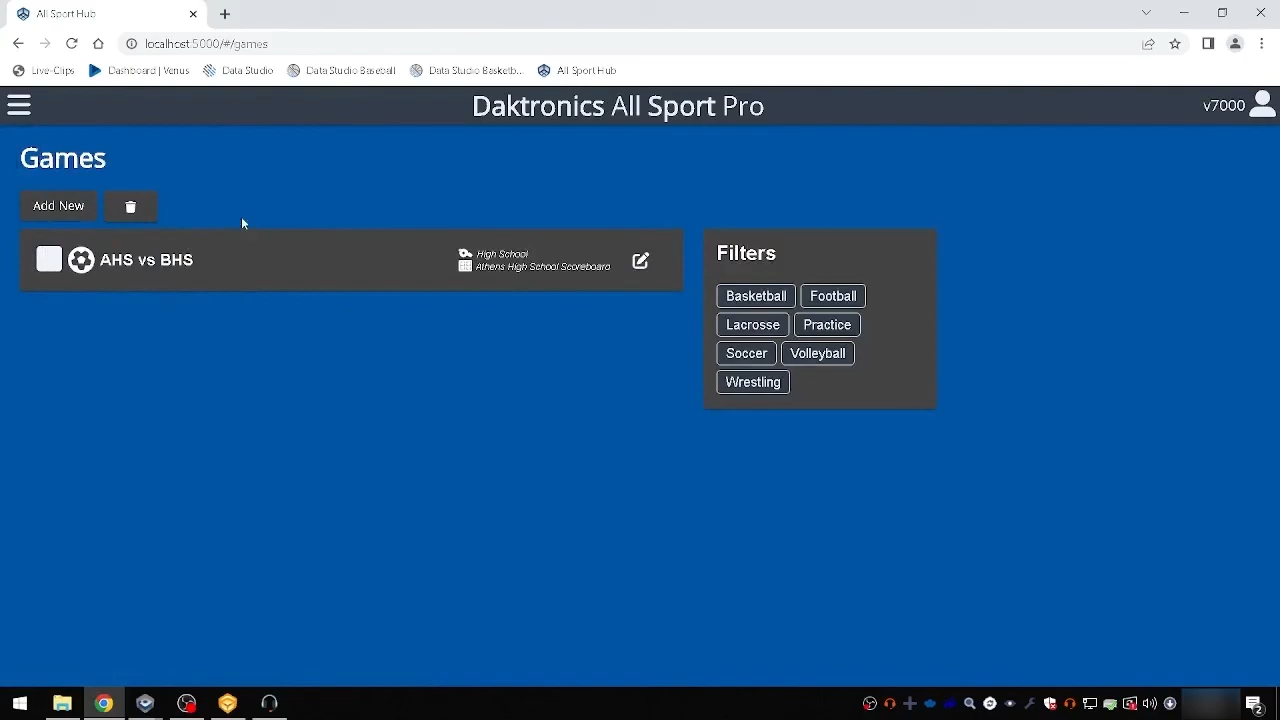 All Sport Hub
localhost:5000/#/games
Live-Clips
Dashboard | Venus
Data Studio
Data Studio Baseball
Data Studio Basketb...
All Sport Hub
Daktronics All Sport Pro
v7000
Games
Add New
AHS vs BHS
High School
Athens High School Scoreboard
Filters
Basketball
Football
Lacrosse
Practice
Soccer
Volleyball
Wrestling
2